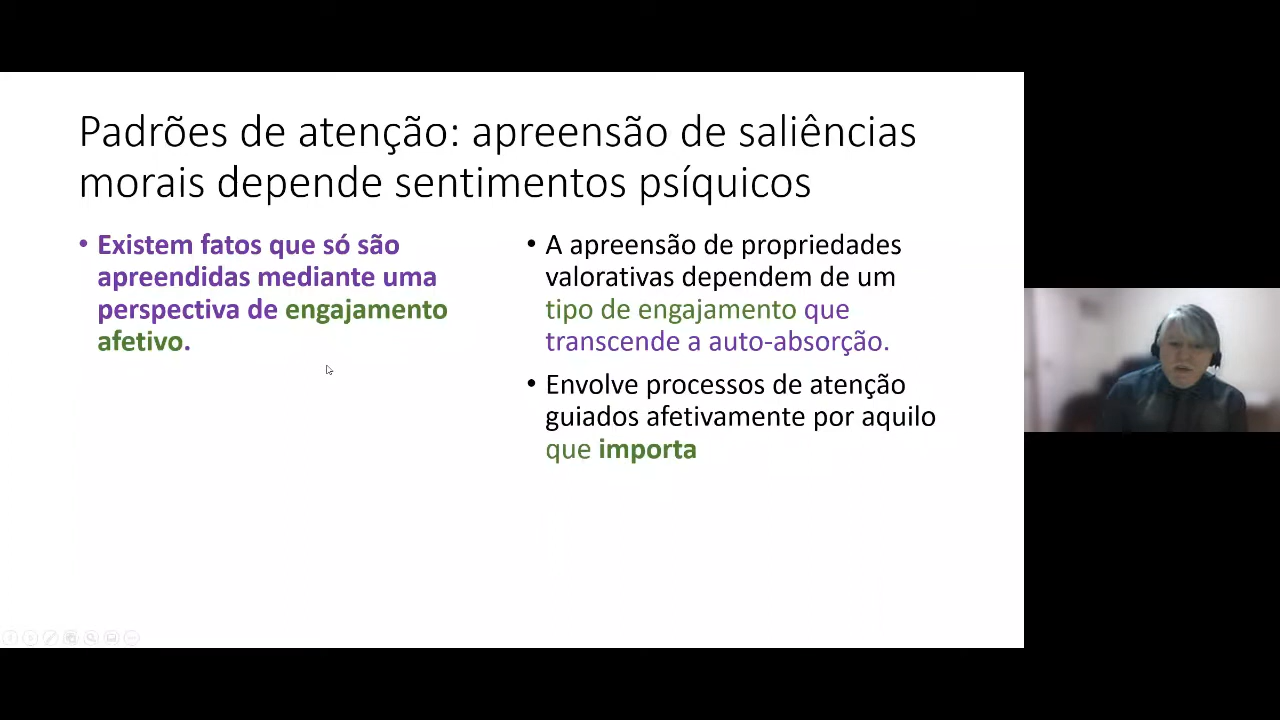 Padrões de atenção: apreensão de saliências
morais depende sentimentos psíquicos
• Existem fatos que só são
apreendidas mediante uma
perspectiva de engajamento
afetivo.
• A apreensão de propriedades
valorativas dependem de um
tipo de engajamento que
transcende a auto-absorção.
• Envolve processos de atenção
guiados afetivamente por aquilo
que importa